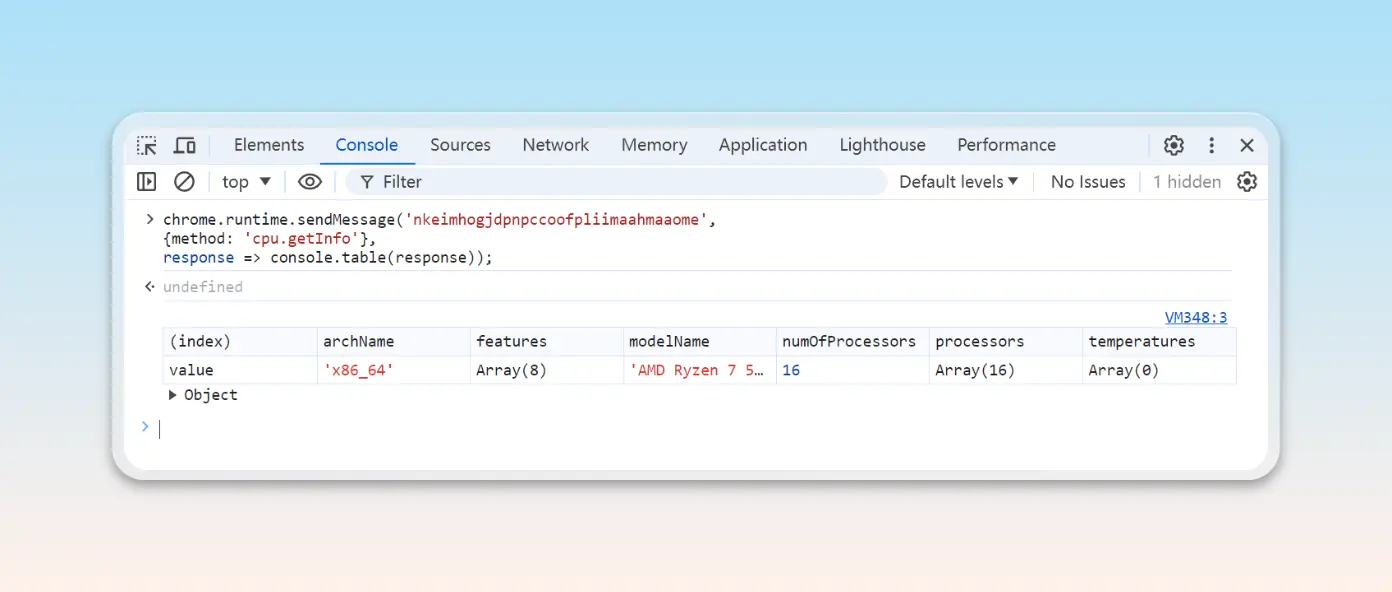 Elements Console Sources Network Memory Application Lighthouse Performance
top Filter Default levels No Issues 1 hidden
chrome.runtime.sendMessage('nkeimhogjdpnpccoofpliimaahmaaome',
{method: 'cpu.getInfo'},
response => console.table(response));
undefined
VM348:3
(index) archName features modelName numOfProcessors processors temperatures
value 'x86_64' Array(8) 'AMD Ryzen 7 5… 16 Array(16) Array(0)
Object